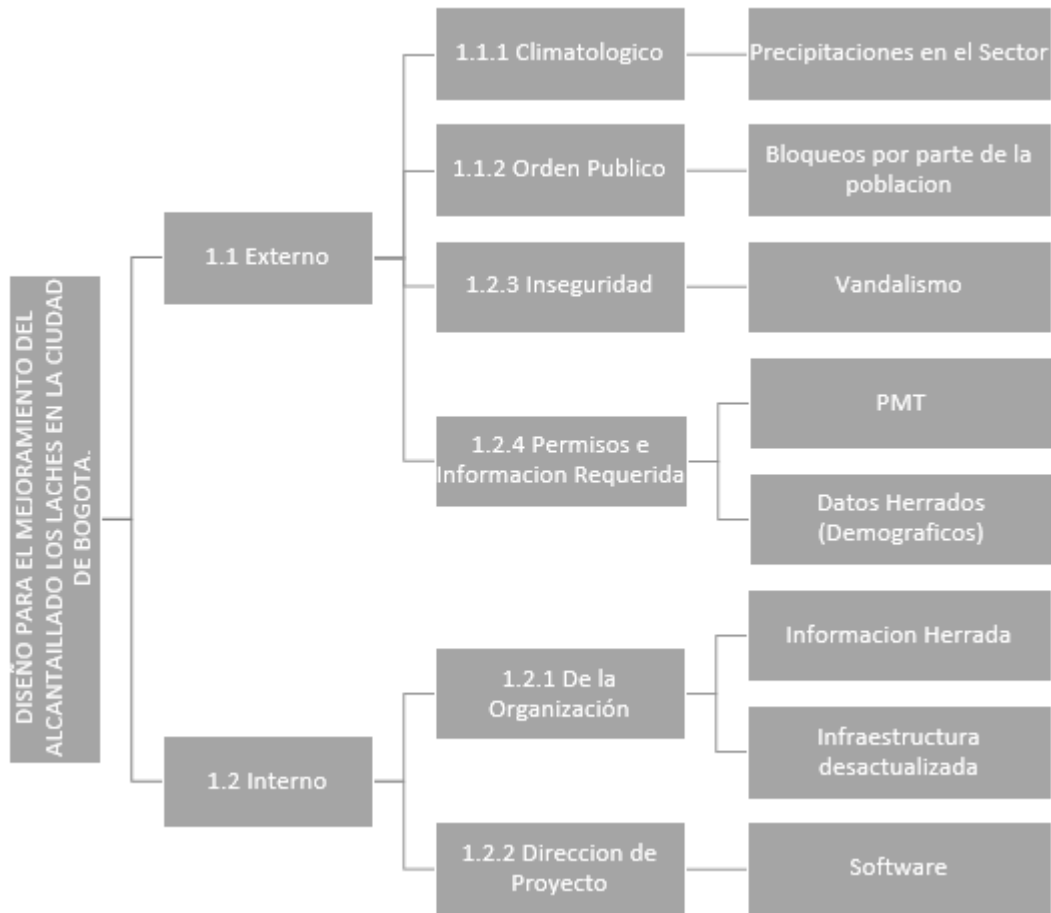 DISEÑO PARA EL MEJORAMIENTO DEL
ALCANTAILLADO LOS LACHES EN LA CIUDAD
DE BOGOTA.
1.1 Externo
1.1.1 Climatologico
Precipitaciones en el Sector
1.1.2 Orden Publico
Bloqueos por parte de la
poblacion
1.2.3 Inseguridad
Vandalismo
1.2.4 Permisos e
Informacion Requerida
PMT
Datos Herrados
(Demograficos)
1.2 Interno
1.2.1 De la
Organización
Informacion Herrada
Infraestructura
desactualizada
1.2.2 Direccion de
Proyecto
Software